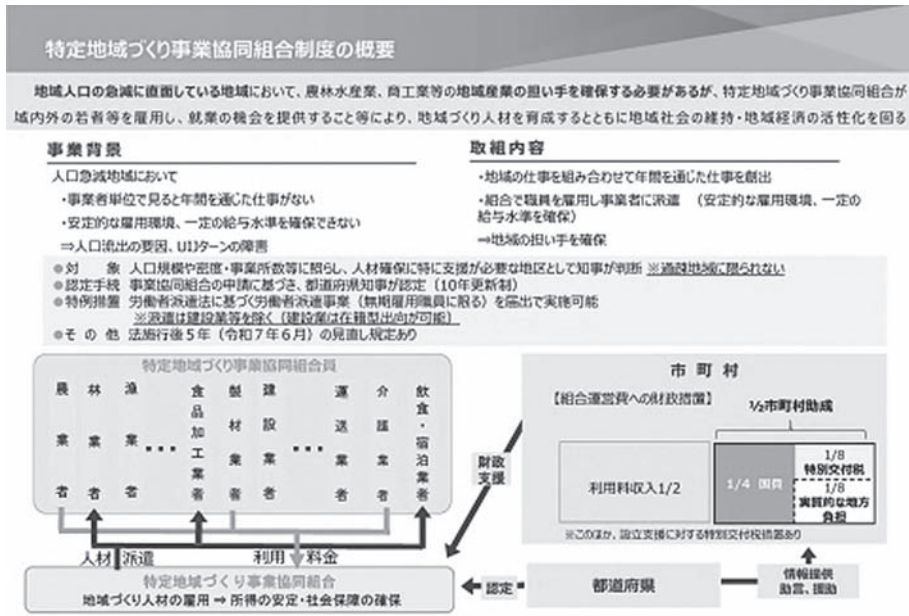 特定地域づくり事業協同組合制度の概要
地域人口の急減に直面している地域において、農林水産業、商工業等の地域産業の担い手を確保する必要があるが、特定地域づくり事業協同組合が
域内外の若者等を雇用し、就業の機会を提供すること等により、地域づくり人材を育成するとともに地域社会の維持・地域経済の活性化を図る
事業背景
人口急減地域において
・事業者単位で見ると年間を通じた仕事がない
・安定的な雇用環境、一定の給与水準を確保できない
⇒人口流出の要因、UIJターンの障害
取組内容
・地域の仕事を組み合わせて年間を通じた仕事を創出
・組合で職員を雇用し事業者に派遣 （安定的な雇用環境、一定の
給与水準を確保）
⇒地域の担い手を確保
●対　象 人口規模や密度・事業所数等に照らし、人材確保に特に支援が必要な地区として知事が判断 ※過疎地域に限られない
●認定手続 事業協同組合の申請に基づき、都道府県知事が認定（10年更新制）
●特例措置 労働者派遣法に基づく労働者派遣事業（無期雇用職員に限る）を届出で実施可能
※派遣は建設業等を除く（建設業は在籍型出向が可能）
●その他 法施行後5年（令和7年6月）の見直し規定あり
特定地域づくり事業協同組合員
農業者
林業者
漁業者
・・・
食品加工業者
製材業者
建設業者
・・・
運送業者
介護業者
飲食・宿泊業者
人材派遣
利用料金
特定地域づくり事業協同組合
地域づくり人材の雇用 ⇒ 所得の安定・社会保障の確保
財政
支援
市町村
【組合運営費への財政措置】
½市町村助成
利用料収入1/2
1/4 国費
1/8
特別交付税
1/8
実質的な地方
負担
※このほか、設立支援に対する特別交付税措置あり
認定
都道府県
情報提供
助言、援助